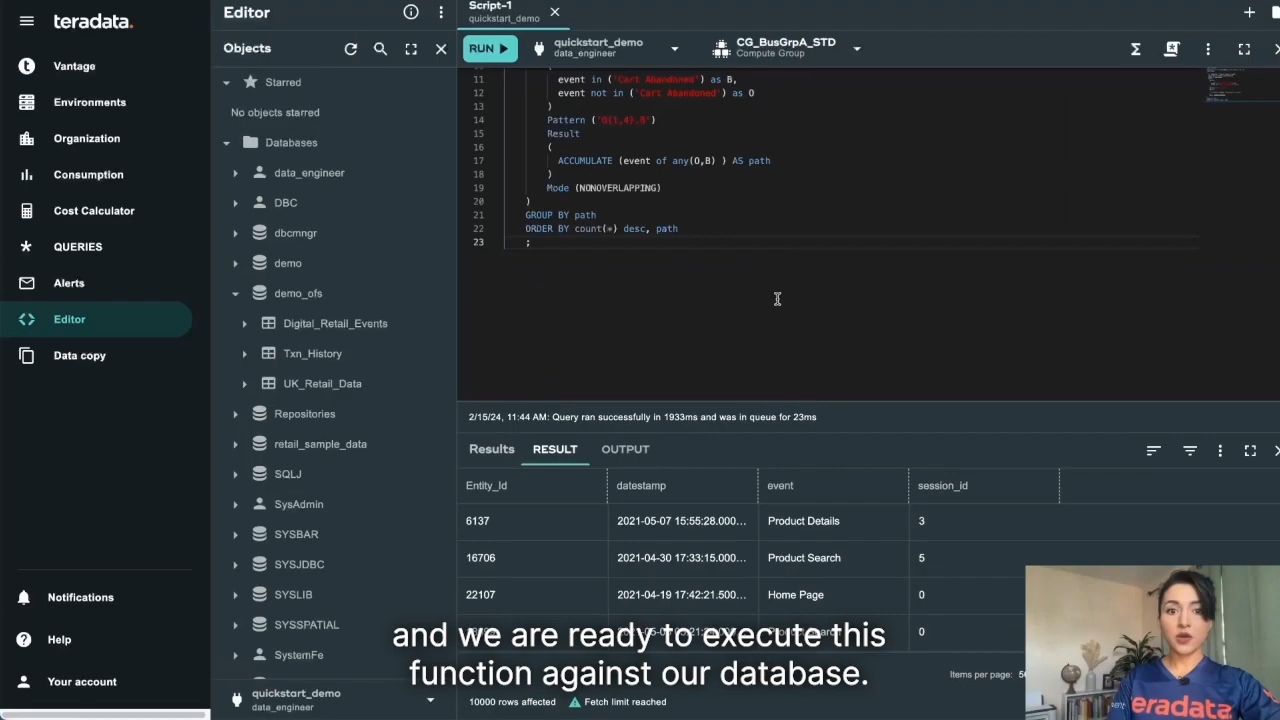 teradata.
Vantage
Environments
Organization
Consumption
Cost Calculator
QUERIES
Alerts
Editor
Data copy
Notifications
Help
Your account
Editor
Objects
Starred
No objects starred
Databases
data_engineer
DBC
dbcmngr
demo
demo_ofs
Digital_Retail_Events
Txn_History
UK_Retail_Data
Repositories
retail_sample_data
SQLJ
SysAdmin
SYSBAR
SYSJDBC
SYSLIB
SYSSPATIAL
SystemFe
quickstart_demo
data_engineer
Script-1
quickstart_demo
RUN
quickstart_demo
data_engineer
CG_BusGrpA_STD
Compute Group
11 event in ('Cart Abandoned') as B,
12 event not in ('Cart Abandoned') as O
13 )
14 Pattern ('O{1,4}.B')
15 Result
16 (
17 ACCUMULATE (event of any(O,B) ) AS path
18 )
19 Mode (NONOVERLAPPING)
20 )
21 GROUP BY path
22 ORDER BY count(*) desc, path
23 ;
2/15/24, 11:44 AM: Query ran successfully in 1933ms and was in queue for 23ms
Results RESULT OUTPUT
Entity_Id datestamp event session_id
6137 2021-05-07 15:55:28.000... Product Details 3
16706 2021-04-30 17:33:15.000... Product Search 5
22107 2021-04-19 17:42:21.500... Home Page 0
0
and we are ready to execute this
function against our database.
Items per page:
10000 rows affected Fetch limit reached
teradata